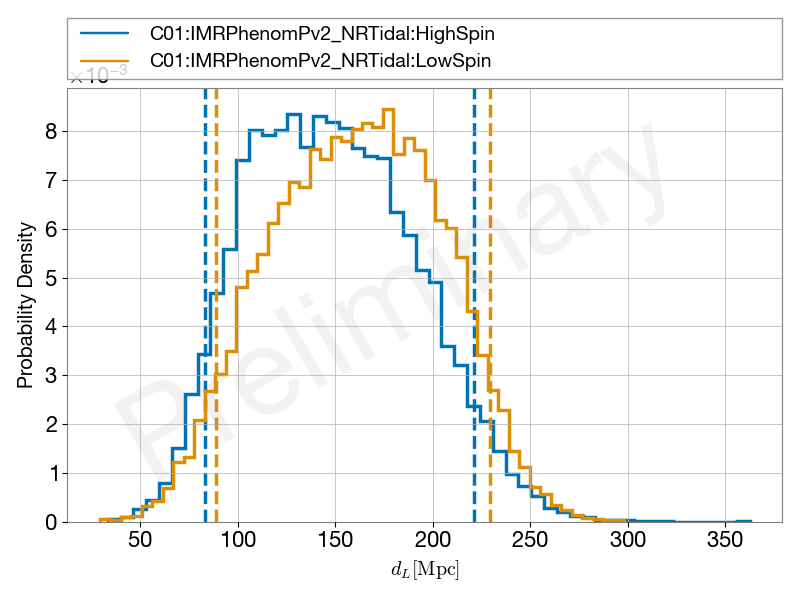 C01:IMRPhenomPv2_NRTidal:HighSpin
C01:IMRPhenomPv2_NRTidal:LowSpin
×10⁻³
8
7
6
5
4
3
2
1
0
Probability Density
Preliminary
50 100 150 200 250 300 350
d_L[Mpc]